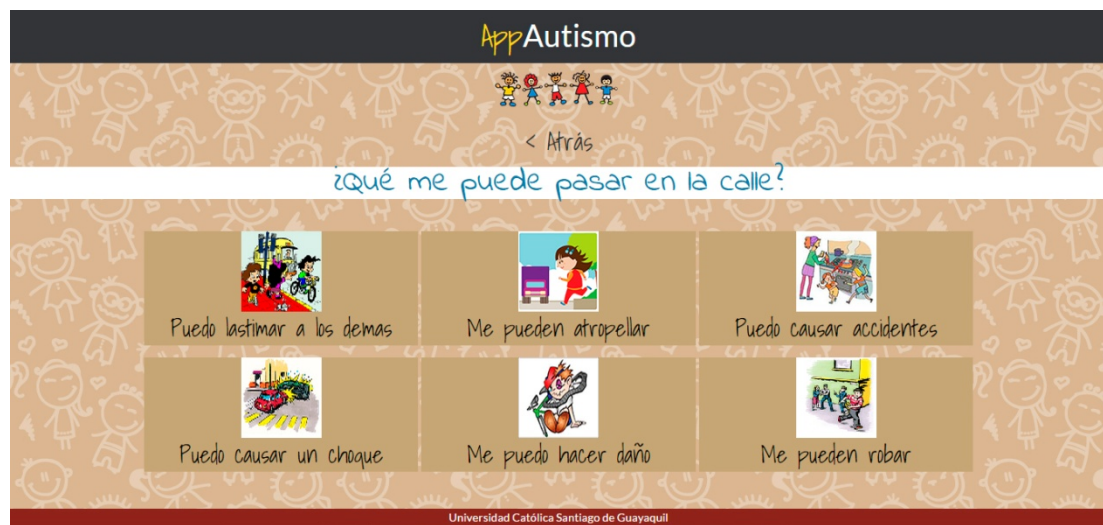 AppAutismo
< Atrás
¿Qué me puede pasar en la calle?
Puedo lastimar a los demas
Me pueden atropellar
Puedo causar accidentes
Puedo causar un choque
Me puedo hacer daño
Me pueden robar
Universidad Católica Santiago de Guayaquil